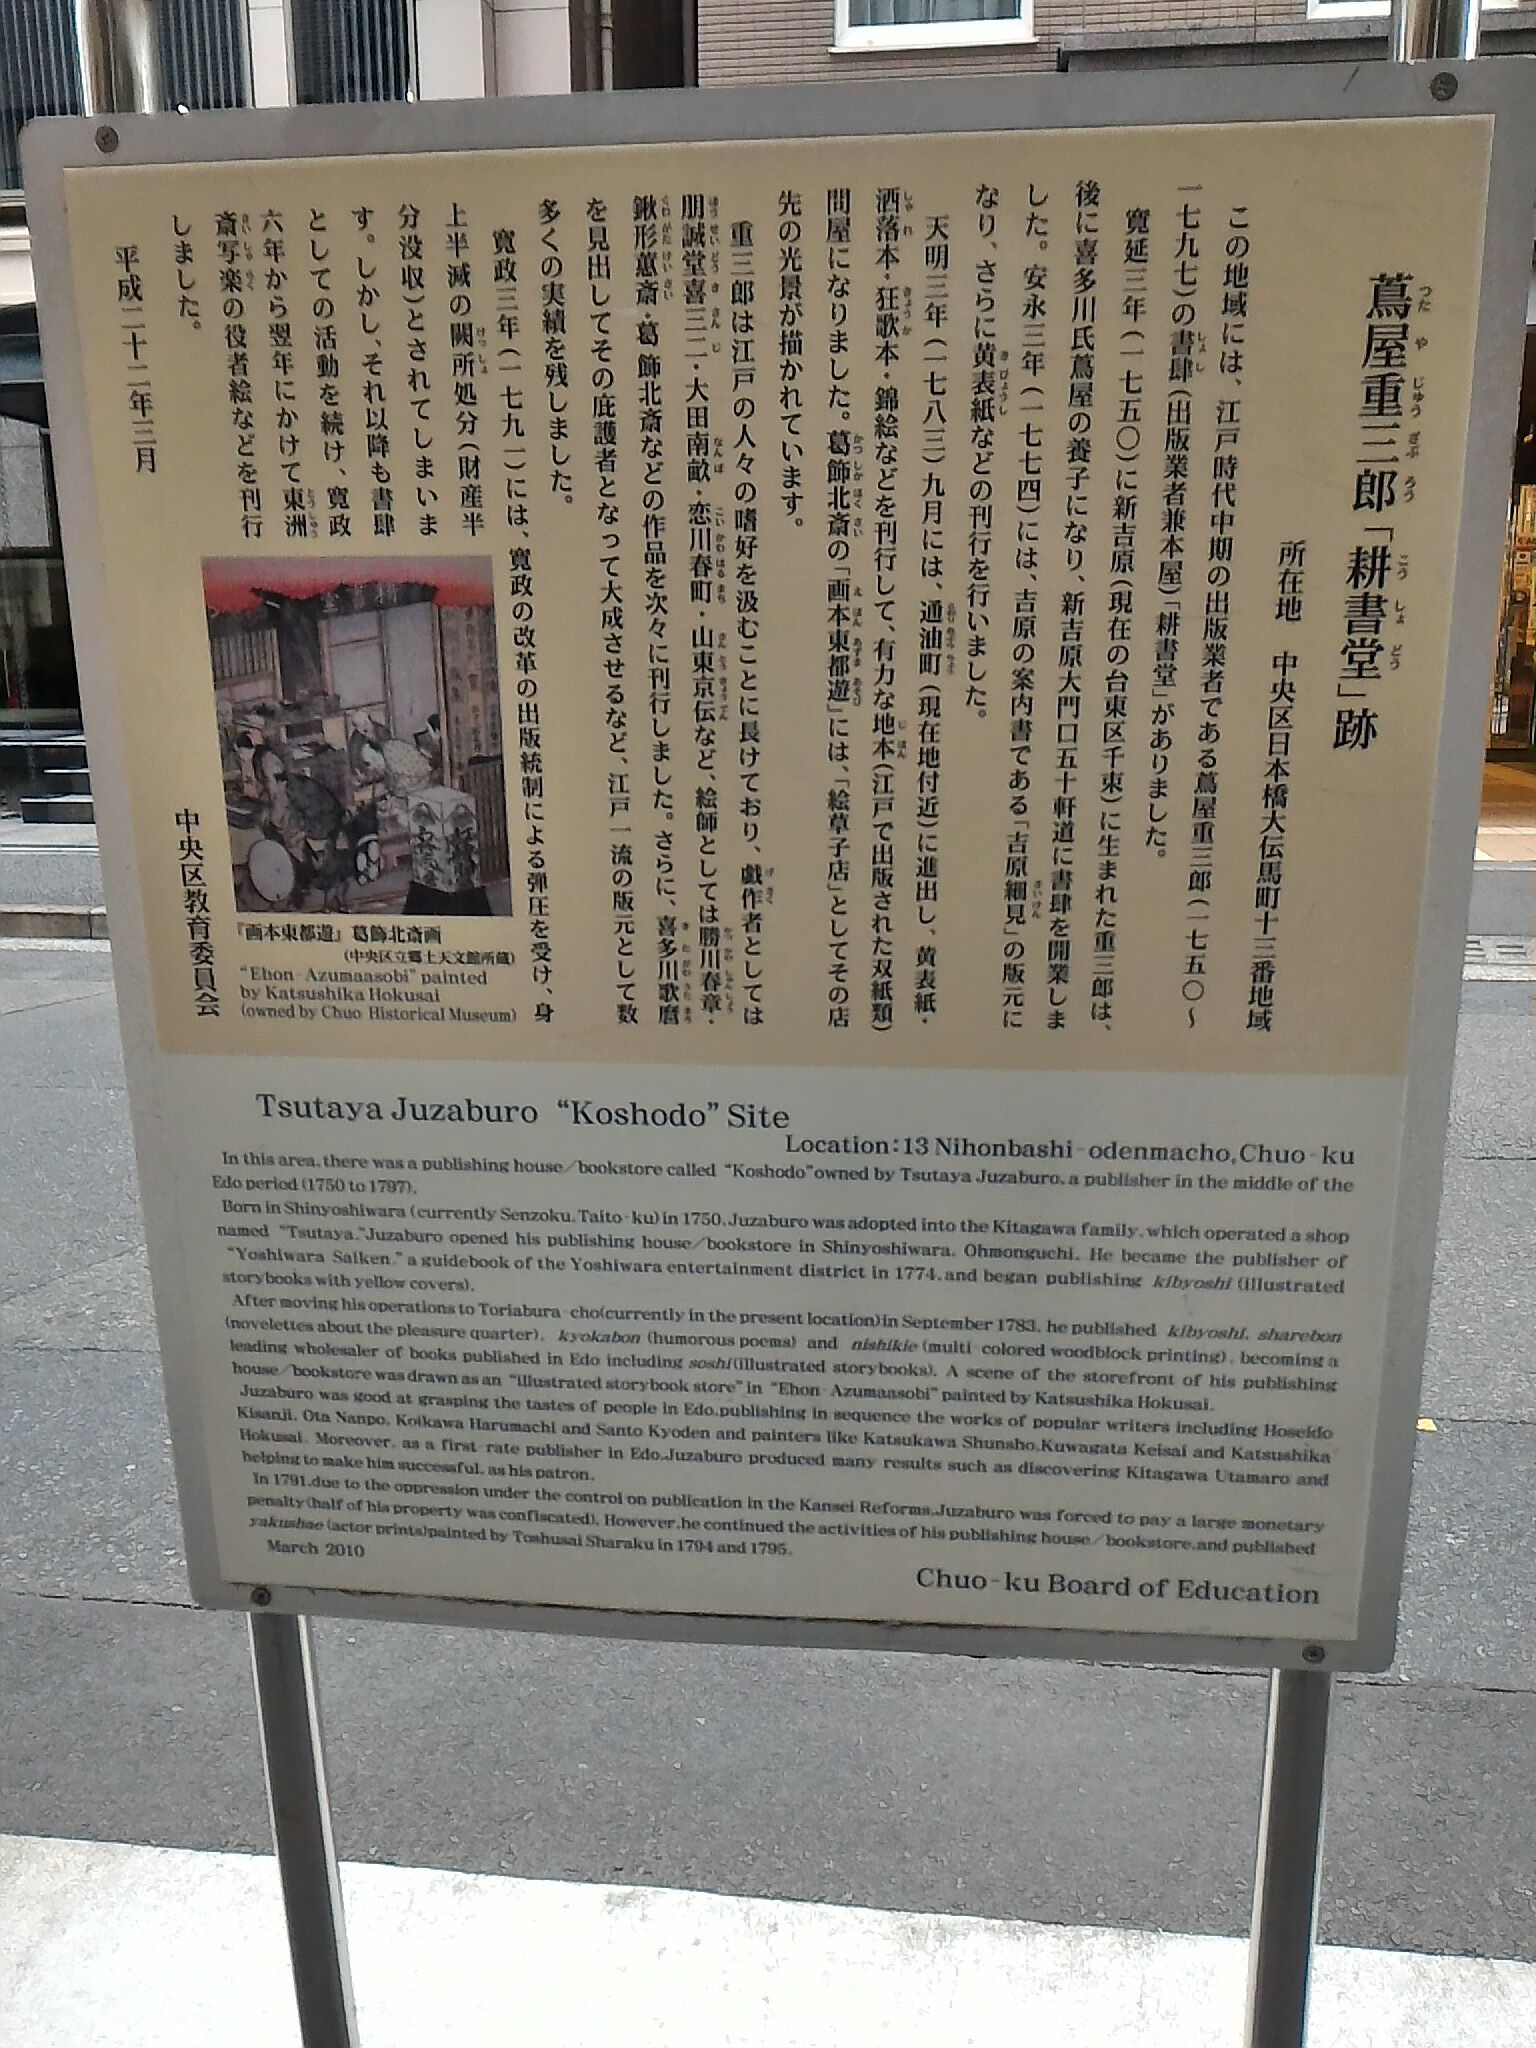 蔦屋重三郎「耕書堂」跡
所在地　中央区日本橋大伝馬町十三番地域
この地域には、江戸時代中期の出版業者である蔦屋重三郎（一七五〇～
一七九七）の書肆（出版業者兼本屋）「耕書堂」がありました。
寛延三年（一七五〇）に新吉原（現在の台東区千束）に生まれた重三郎は、
後に喜多川氏蔦屋の養子になり、新吉原大門口五十軒道に書肆を開業しま
した。安永三年（一七七四）には、吉原の案内書である「吉原細見」の版元に
なり、さらに黄表紙などの刊行を行いました。
天明三年（一七八三）九月には、通油町（現在地付近）に進出し、黄表紙・
洒落本・狂歌本・錦絵などを刊行して、有力な地本（江戸で出版された双紙類）
問屋になりました。葛飾北斎の「画本東都遊」には、「絵草子店」としてその店
先の光景が描かれています。
重三郎は江戸の人々の嗜好を汲むことに長けており、戯作者としては
朋誠堂喜三二・大田南畝・恋川春町・山東京伝など、絵師としては勝川春章・
鍬形蕙斎・葛飾北斎などの作品を次々に刊行しました。さらに、喜多川歌麿
を見出してその庇護者となって大成させるなど、江戸一流の版元として数
多くの実績を残しました。
寛政三年（一七九一）には、寛政の改革の出版統制による弾圧を受け、身
上半減の闕所処分（財産半
分没収）とされてしまいま
す。しかし、それ以降も書肆
としての活動を続け、寛政
六年から翌年にかけて東洲
斎写楽の役者絵などを刊行
しました。
平成二十二年三月
中央区教育委員会
『画本東都遊』葛飾北斎画
（中央区立郷土天文館所蔵）
“Ehon-Azumaasobi” painted
by Katsushika Hokusai
(owned by Chuo Historical Museum)
Tsutaya Juzaburo “Koshodo” Site
Location:13 Nihonbashi-odenmacho,Chuo-ku
In this area, there was a publishing house/bookstore called “Koshodo”owned by Tsutaya Juzaburo, a publisher in the middle of the
Edo period (1750 to 1797).
Born in Shinyoshiwara (currently Senzoku, Taito-ku) in 1750, Juzaburo was adopted into the Kitagawa family, which operated a shop
named “Tsutaya.”Juzaburo opened his publishing house/bookstore in Shinyoshiwara, Ohmonguchi. He became the publisher of
“Yoshiwara Saiken,” a guidebook of the Yoshiwara entertainment district in 1774, and began publishing kibyoshi (illustrated
storybooks with yellow covers).
After moving his operations to Toriabura-cho(currently in the present location)in September 1783, he published kibyoshi, sharebon
(novelettes about the pleasure quarter), kyokabon (humorous poems) and nishikie (multi-colored woodblock printing), becoming a
leading wholesaler of books published in Edo including soshi(illustrated storybooks). A scene of the storefront of his publishing
house/bookstore was drawn as an “illustrated storybook store” in “Ehon-Azumaasobi” painted by Katsushika Hokusai.
Juzaburo was good at grasping the tastes of people in Edo,publishing in sequence the works of popular writers including Hoseido
Kisanji, Ota Nanpo, Koikawa Harumachi and Santo Kyoden and painters like Katsukawa Shunsho,Kuwagata Keisai and Katsushika
Hokusai. Moreover, as a first-rate publisher in Edo,Juzaburo produced many results such as discovering Kitagawa Utamaro and
helping to make him successful, as his patron.
In 1791,due to the oppression under the control on publication in the Kansei Reforms,Juzaburo was forced to pay a large monetary
penalty(half of his property was confiscated). However,he continued the activities of his publishing house/bookstore,and published
yakushae (actor prints)painted by Toshusai Sharaku in 1794 and 1795.
March 2010
Chuo-ku Board of Education